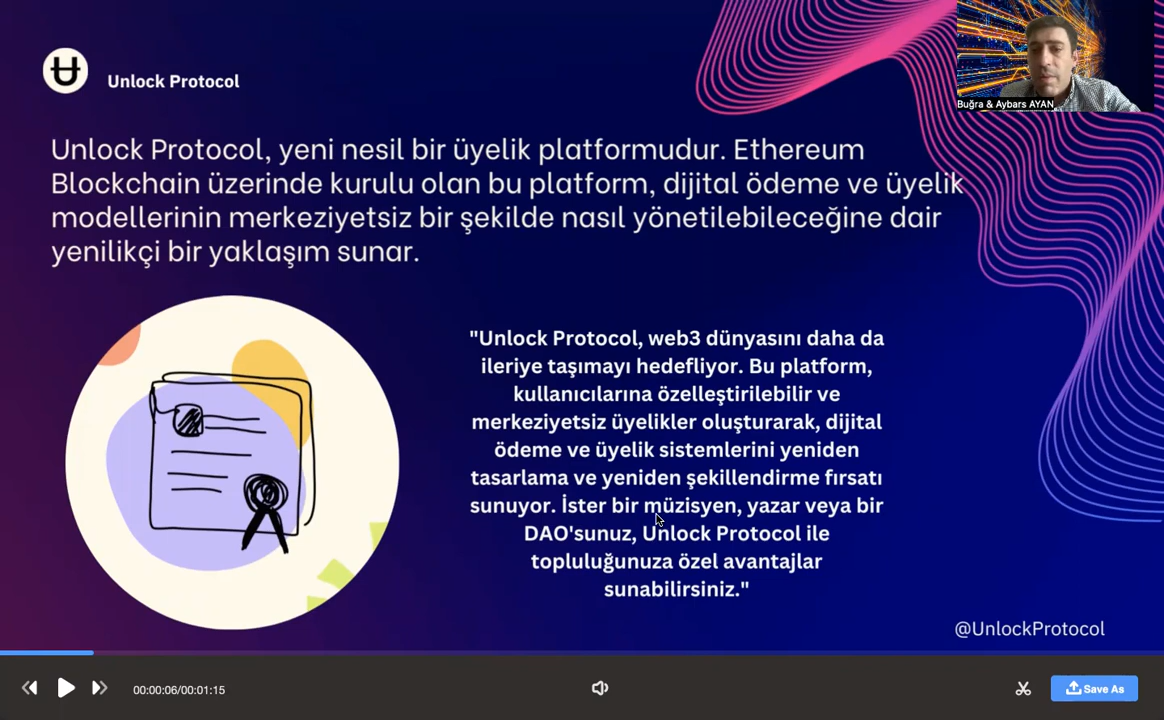 Unlock Protocol
Buğra & Aybars AYAN
Unlock Protocol, yeni nesil bir üyelik platformudur. Ethereum
Blockchain üzerinde kurulu olan bu platform, dijital ödeme ve üyelik
modellerinin merkeziyetsiz bir şekilde nasıl yönetilebileceğine dair
yenilikçi bir yaklaşım sunar.
"Unlock Protocol, web3 dünyasını daha da
ileriye taşımayı hedefliyor. Bu platform,
kullanıcılarına özelleştirilebilir ve
merkeziyetsiz üyelikler oluşturarak, dijital
ödeme ve üyelik sistemlerini yeniden
tasarlama ve yeniden şekillendirme fırsatı
sunuyor. İster bir müzisyen, yazar veya bir
DAO'sunuz, Unlock Protocol ile
topluluğunuza özel avantajlar
sunabilirsiniz."
@UnlockProtocol
00:00:06/00:01:15
Save As